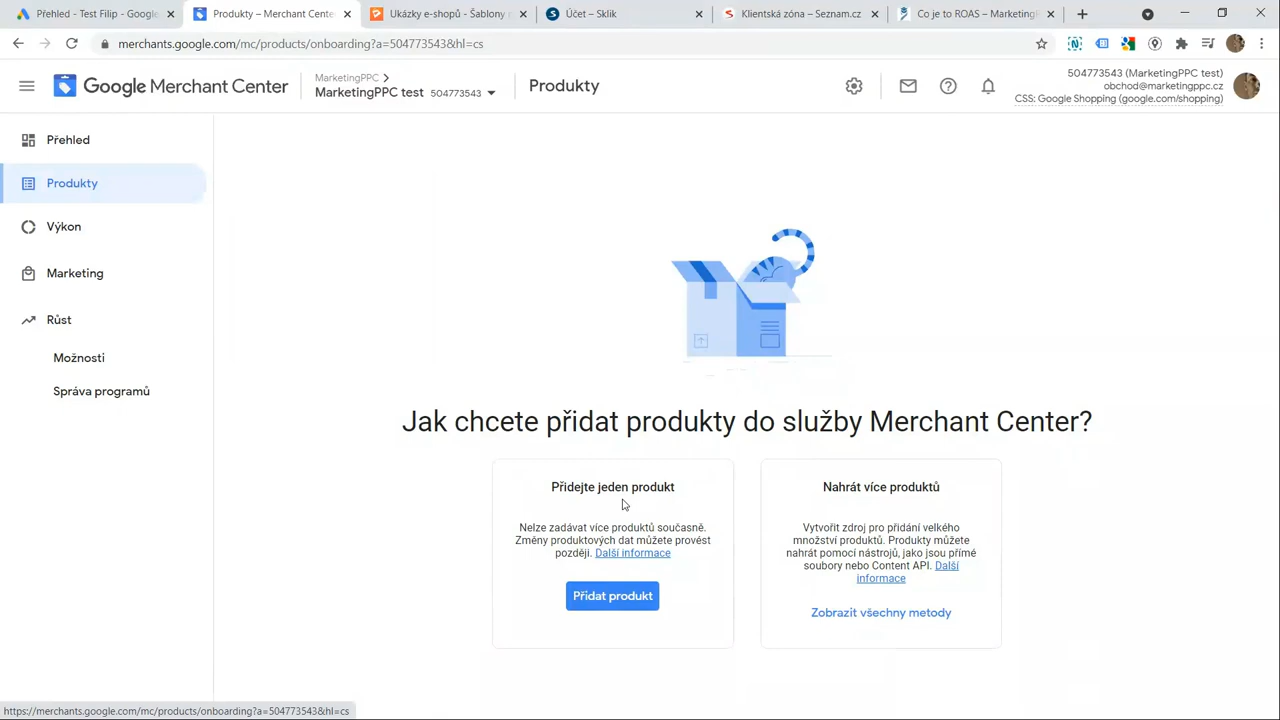 Přehled - Test Filip - Google
Produkty – Merchant Cente
Ukázky e-shopů - Šablony
Účet – Sklik
Klientská zóna – Seznam.cz
Co je to ROAS – Marketing
merchants.google.com/mc/products/onboarding?a=504773543&hl=cs
Google Merchant Center
MarketingPPC
MarketingPPC test 504773543
Produkty
504773543 (MarketingPPC test)
obchod@marketingppc.cz
CSS: Google Shopping (google.com/shopping)
Přehled
Produkty
Výkon
Marketing
Růst
Možnosti
Správa programů
Jak chcete přidat produkty do služby Merchant Center?
Přidejte jeden produkt
Nelze zadávat více produktů současně.
Změny produktových dat můžete provést
později. Další informace
Přidat produkt
Nahrát více produktů
Vytvořit zdroj pro přidání velkého
množství produktů. Produkty můžete
nahrát pomocí nástrojů, jako jsou přímé
soubory nebo Content API. Další
informace
Zobrazit všechny metody
https://merchants.google.com/mc/products/onboarding?a=504773543&hl=cs